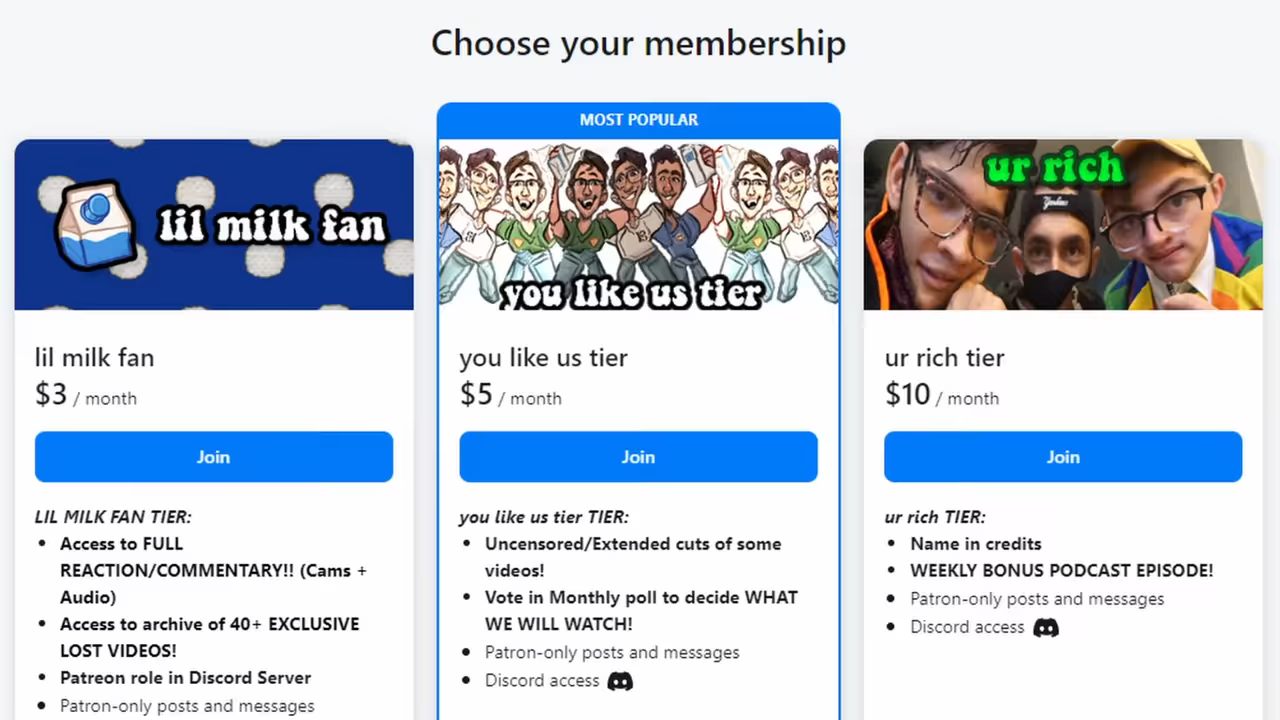 Choose your membership
lil milk fan
lil milk fan
$3 / month
Join
LIL MILK FAN TIER:
• Access to FULL
REACTION/COMMENTARY!! (Cams +
Audio)
• Access to archive of 40+ EXCLUSIVE
LOST VIDEOS!
• Patreon role in Discord Server
• Patron-only posts and messages
MOST POPULAR
you like us tier
you like us tier
$5 / month
Join
you like us tier TIER:
• Uncensored/Extended cuts of some
videos!
• Vote in Monthly poll to decide WHAT
WE WILL WATCH!
• Patron-only posts and messages
• Discord access
ur rich
Yankees
ur rich tier
$10 / month
Join
ur rich TIER:
• Name in credits
• WEEKLY BONUS PODCAST EPISODE!
• Patron-only posts and messages
• Discord access